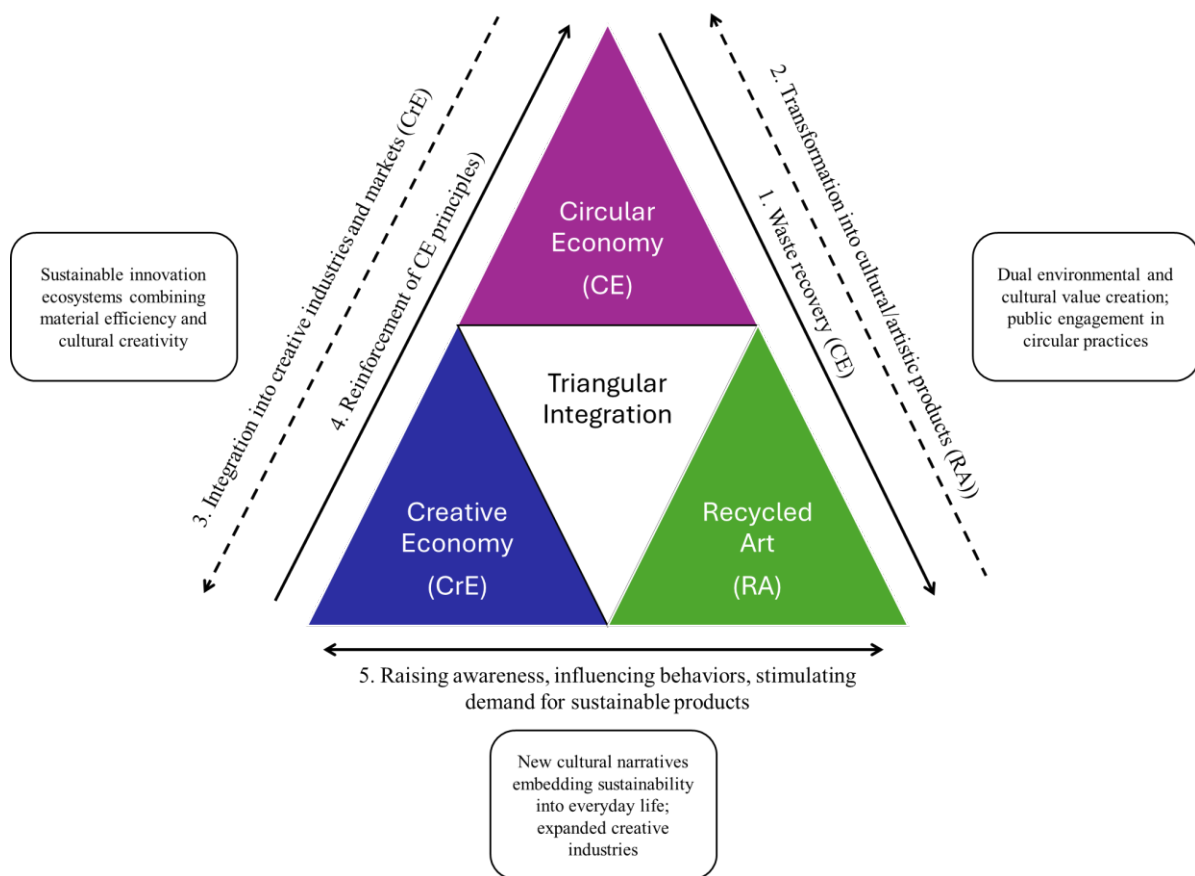 3. Integration into creative industries and markets (CrE)
4. Reinforcement of CE principles)
2. Transformation into cultural/artistic products (RA))
1. Waste recovery (CE)
Circular
Economy
(CE)
Sustainable innovation
ecosystems combining
material efficiency and
cultural creativity
Dual environmental and
cultural value creation;
public engagement in
circular practices
Triangular
Integration
Creative
Economy
(CrE)
Recycled
Art
(RA)
5. Raising awareness, influencing behaviors, stimulating
demand for sustainable products
New cultural narratives
embedding sustainability
into everyday life;
expanded creative
industries